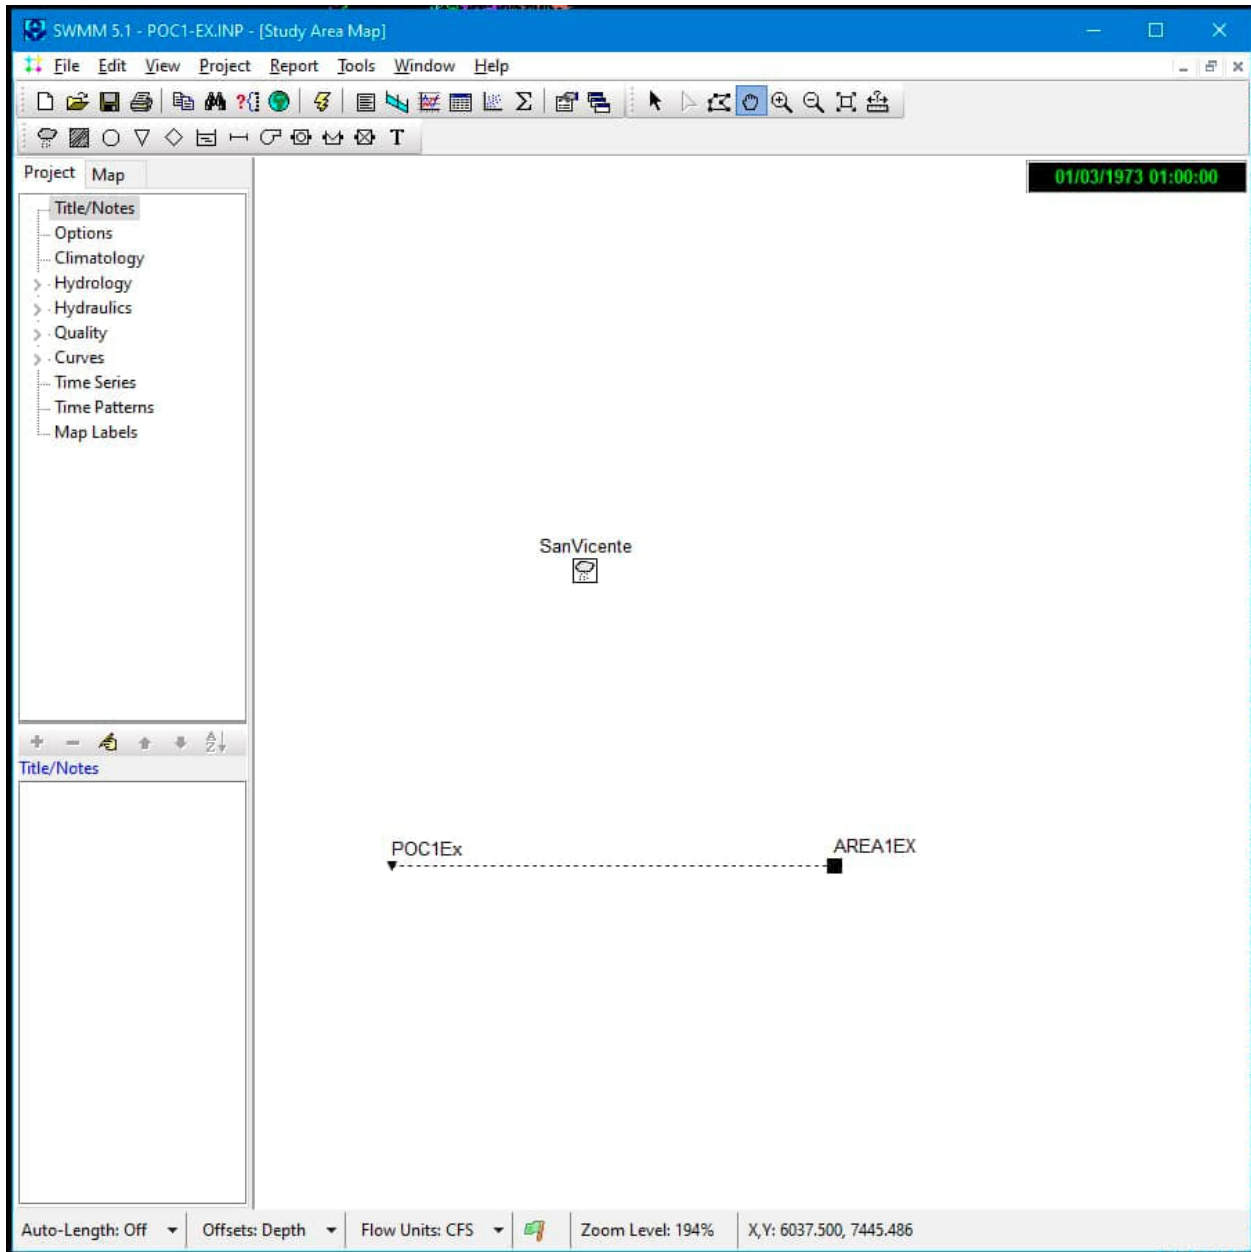 SWMM 5.1 - POC1-EX.INP - [Study Area Map]
File Edit View Project Report Tools Window Help
T
Project Map
01/03/1973 01:00:00
Title/Notes
Options
Climatology
Hydrology
Hydraulics
Quality
Curves
Time Series
Time Patterns
Map Labels
SanVicente
Title/Notes
POC1Ex
AREA1EX
Auto-Length: Off Offsets: Depth Flow Units: CFS Zoom Level: 194% X,Y: 6037.500, 7445.486